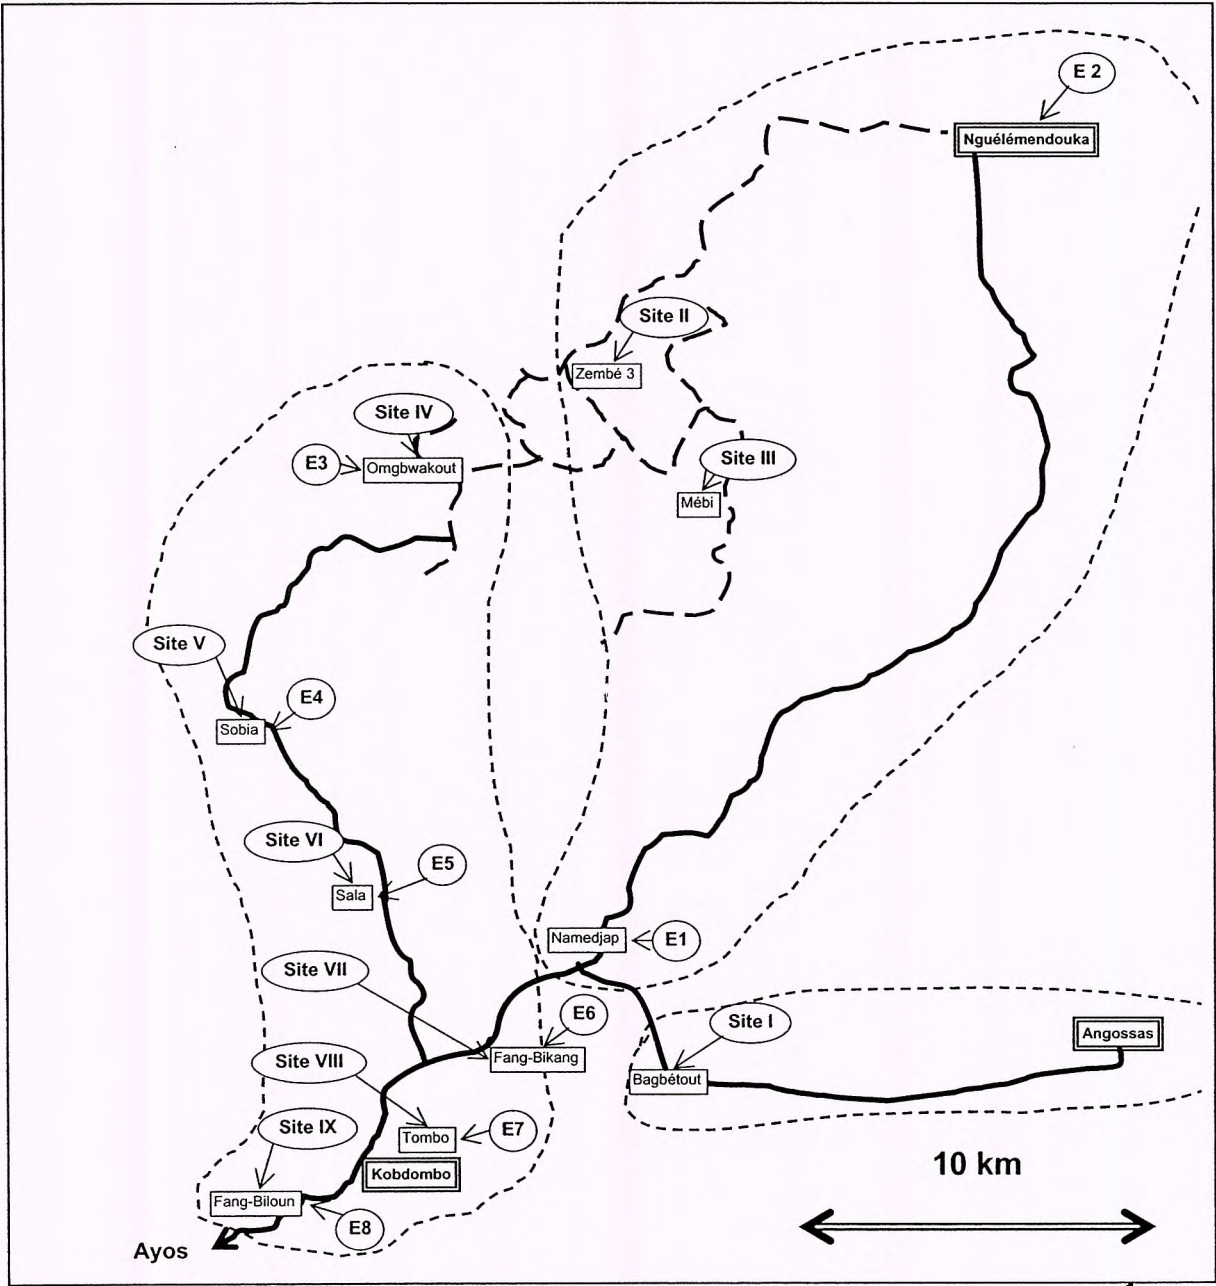 E 2
Nguélémendouka
Site II
Zembé 3
Site IV
E3
Omgbwakout
Site III
Mébi
Site V
E4
Sobia
Site VI
E5
Sala
Namedjap
E1
Site VII
E6
Site I
Angossas
Fang-Bikang
Site VIII
Bagbétout
Site IX
Tombo
E7
Kobdombo
10 km
Fang-Biloun
E8
Ayos